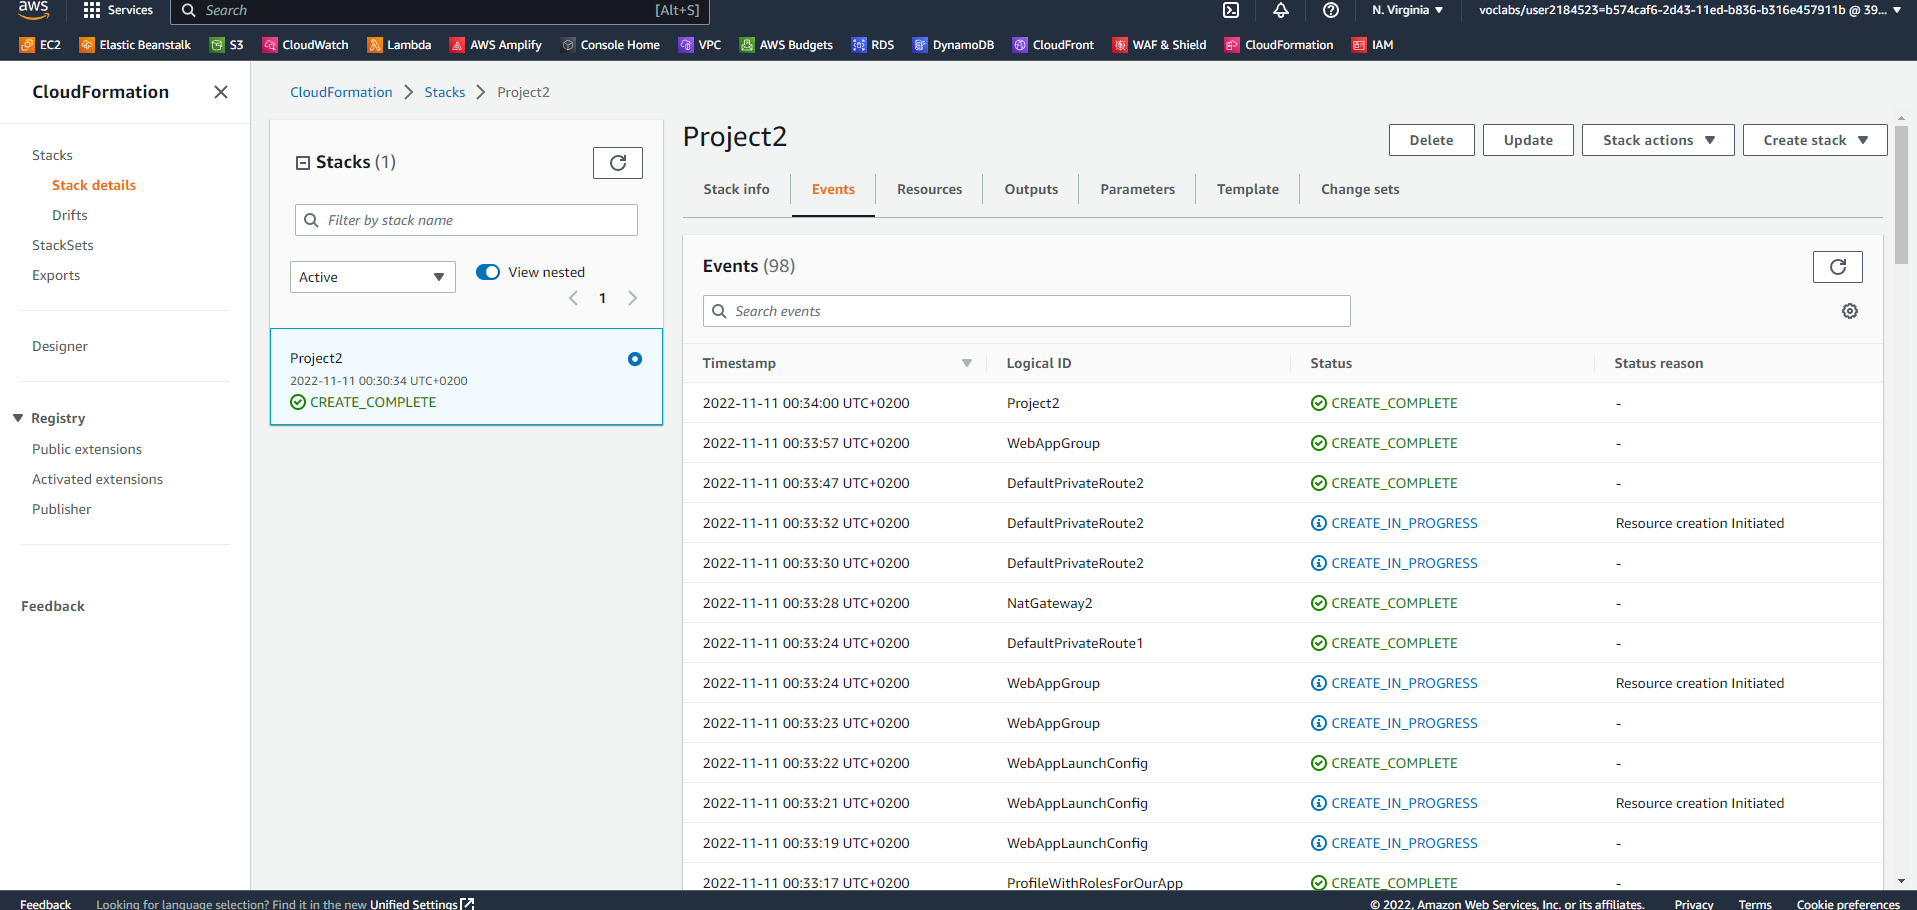 aws Services Search [Alt+S] N. Virginia voclabs/user2184523=b574caf6-2d43-11ed-b836-b316e457911b @ 39...
EC2 Elastic Beanstalk S3 CloudWatch Lambda AWS Amplify Console Home VPC AWS Budgets RDS DynamoDB CloudFront WAF & Shield CloudFormation IAM
CloudFormation
Stacks
Stack details
Drifts
StackSets
Exports
Designer
Registry
Public extensions
Activated extensions
Publisher
Feedback
CloudFormation Stacks Project2
Stacks (1)
Filter by stack name
Active View nested
1
Project2
2022-11-11 00:30:34 UTC+0200
CREATE_COMPLETE
Project2
Delete Update Stack actions Create stack
Stack info Events Resources Outputs Parameters Template Change sets
Events (98)
Search events
Timestamp Logical ID Status Status reason
2022-11-11 00:34:00 UTC+0200 Project2 CREATE_COMPLETE -
2022-11-11 00:33:57 UTC+0200 WebAppGroup CREATE_COMPLETE -
2022-11-11 00:33:47 UTC+0200 DefaultPrivateRoute2 CREATE_COMPLETE -
2022-11-11 00:33:32 UTC+0200 DefaultPrivateRoute2 CREATE_IN_PROGRESS Resource creation Initiated
2022-11-11 00:33:30 UTC+0200 DefaultPrivateRoute2 CREATE_IN_PROGRESS -
2022-11-11 00:33:28 UTC+0200 NatGateway2 CREATE_COMPLETE -
2022-11-11 00:33:24 UTC+0200 DefaultPrivateRoute1 CREATE_COMPLETE -
2022-11-11 00:33:24 UTC+0200 WebAppGroup CREATE_IN_PROGRESS Resource creation Initiated
2022-11-11 00:33:23 UTC+0200 WebAppGroup CREATE_IN_PROGRESS -
2022-11-11 00:33:22 UTC+0200 WebAppLaunchConfig CREATE_COMPLETE -
2022-11-11 00:33:21 UTC+0200 WebAppLaunchConfig CREATE_IN_PROGRESS Resource creation Initiated
2022-11-11 00:33:19 UTC+0200 WebAppLaunchConfig CREATE_IN_PROGRESS -
2022-11-11 00:33:17 UTC+0200 ProfileWithRolesForOurApp CREATE_COMPLETE -
Feedback Looking for language selection? Find it in the new Unified Settings © 2022, Amazon Web Services, Inc. or its affiliates. Privacy Terms Cookie preferences